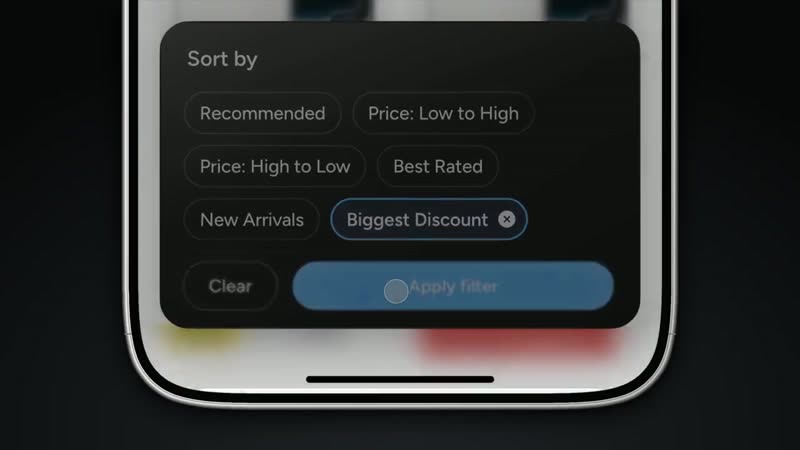 Sort by
Recommended Price: Low to High
Price: High to Low Best Rated
New Arrivals Biggest Discount
Clear Apply filter